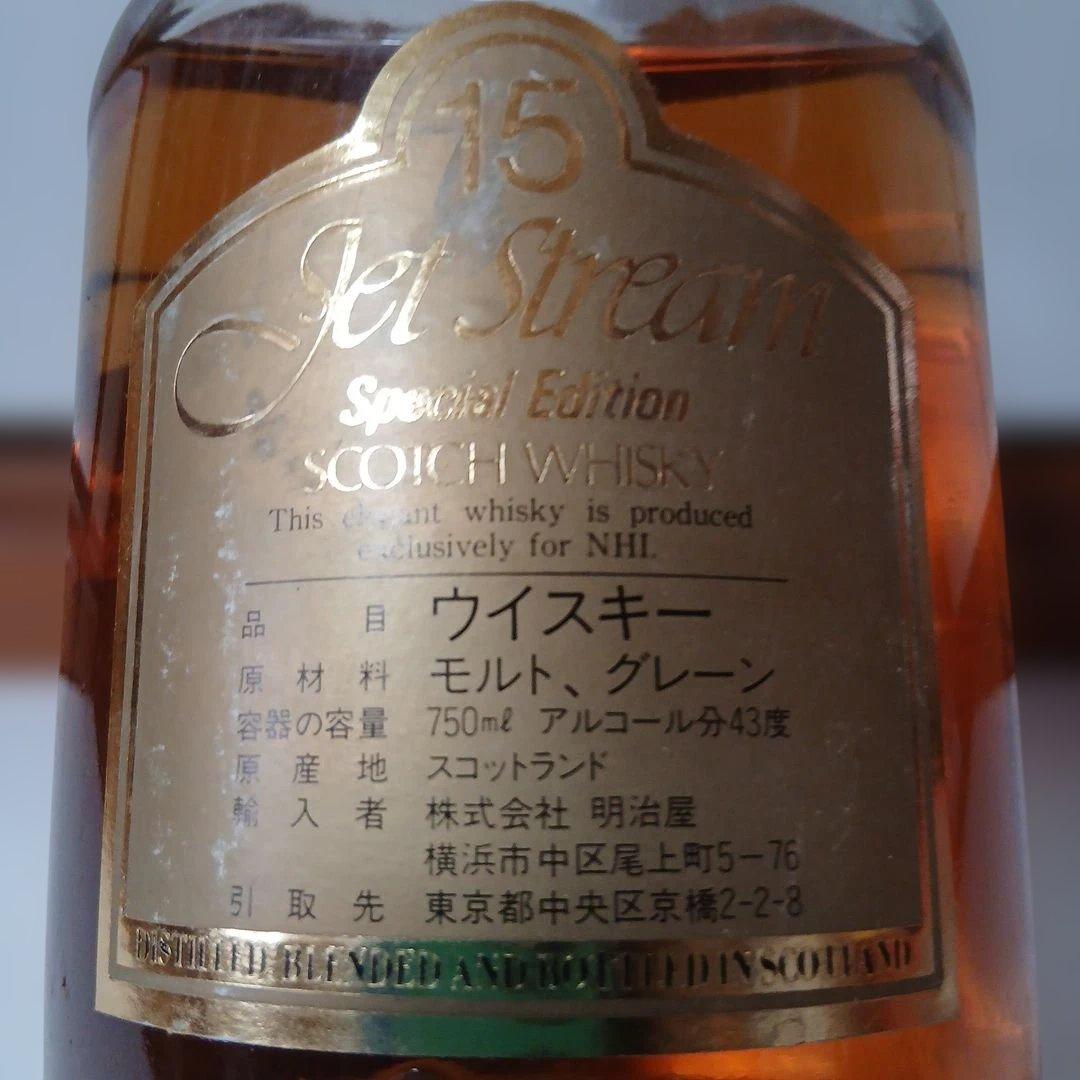 15
Jet Stream
Special Edition
SCOTCH WHISKY
This elegant whisky is produced
exclusively for NHI.
品目 ウイスキー
原材料 モルト、グレーン
容器の容量 750mℓ アルコール分43度
原産地 スコットランド
輸入者 株式会社 明治屋
横浜市中区尾上町5-76
引取先 東京都中央区京橋2-2-8
DISTILLED BLENDED AND BOTTLED IN SCOTLAND